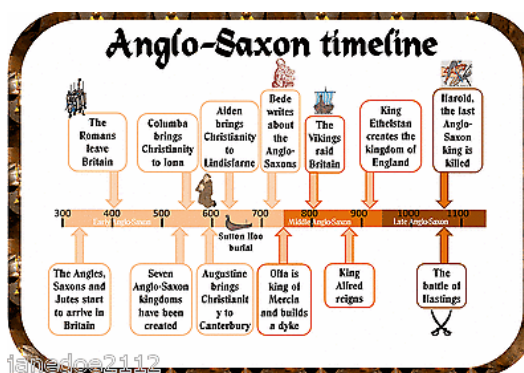 Anglo-Saxon timeline
The
Romans
leave
Britain
Columba
brings
Christianity
to Iona
Aiden
brings
Christianity
to
Lindisfarne
Bede
writes
about
the
Anglo-
Saxons
The
Vikings
raid
Britain
King
Ethelstan
creates the
kingdom of
England
Harold,
the last
Anglo-
Saxon
king is
killed
300 400 500 600 700 800 900 1000 1100
Early Anglo-Saxon
Middle Anglo-Saxon
Late Anglo-Saxon
Sutton Hoo
burial
The Angles,
Saxons and
Jutes start
to arrive in
Britain
Seven
Anglo-Saxon
kingdoms
have been
created
Augustine
brings
Christianit
y to
Canterbury
Offa is
king of
Mercia
and builds
a dyke
King
Alfred
reigns
The
battle of
Hastings
janedoe2112